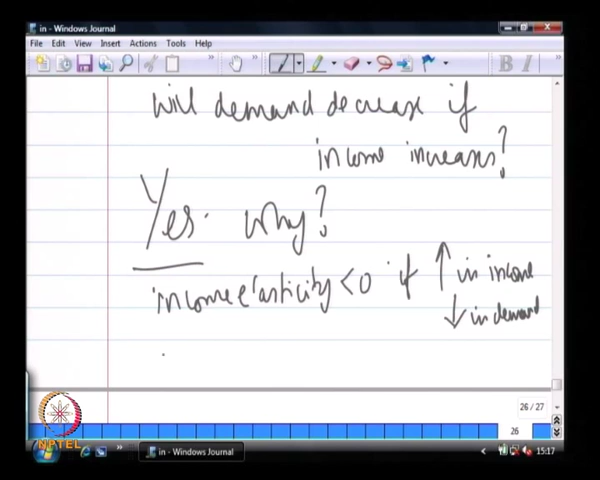 in - Windows Journal
File Edit View Insert Actions Tools Help
B I
Will demand decrease if
income increases?
Yes. Why?
income elasticity <0 if ↑ in income
↓ in demand
26 / 27
26
NPTEL
in - Windows Journal
15:17